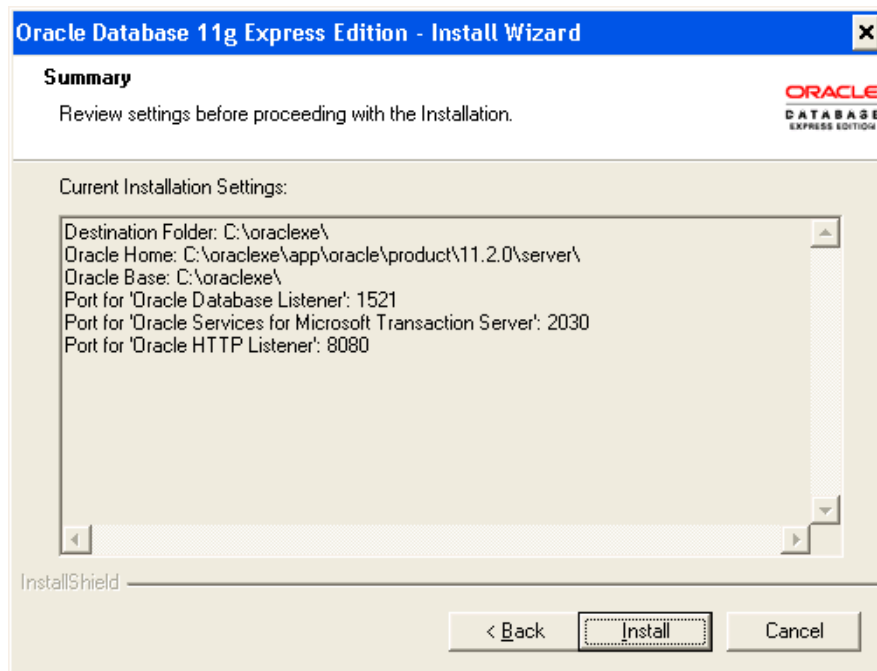 Oracle Database 11g Express Edition - Install Wizard
Summary
Review settings before proceeding with the Installation.
ORACLE
DATABASE
EXPRESS EDITION
Current Installation Settings:
Destination Folder: C:\oraclexe\
Oracle Home: C:\oraclexe\app\oracle\product\11.2.0\server\
Oracle Base: C:\oraclexe\
Port for 'Oracle Database Listener': 1521
Port for 'Oracle Services for Microsoft Transaction Server': 2030
Port for 'Oracle HTTP Listener': 8080
InstallShield
< Back
Install
Cancel